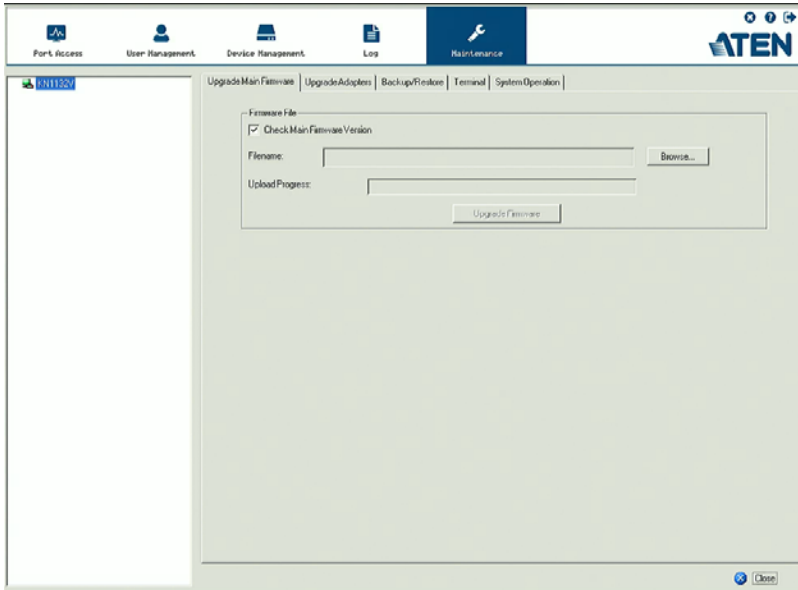 Port Access
User Management
Device Management
Log
Maintenance
ATEN
KN1132V
Upgrade Main Firmware
Upgrade Adapters
Backup/Restore
Terminal
System Operation
Firmware File
Check Main Firmware Version
Filename:
Browse...
Upload Progress:
Upgrade Firmware
Close